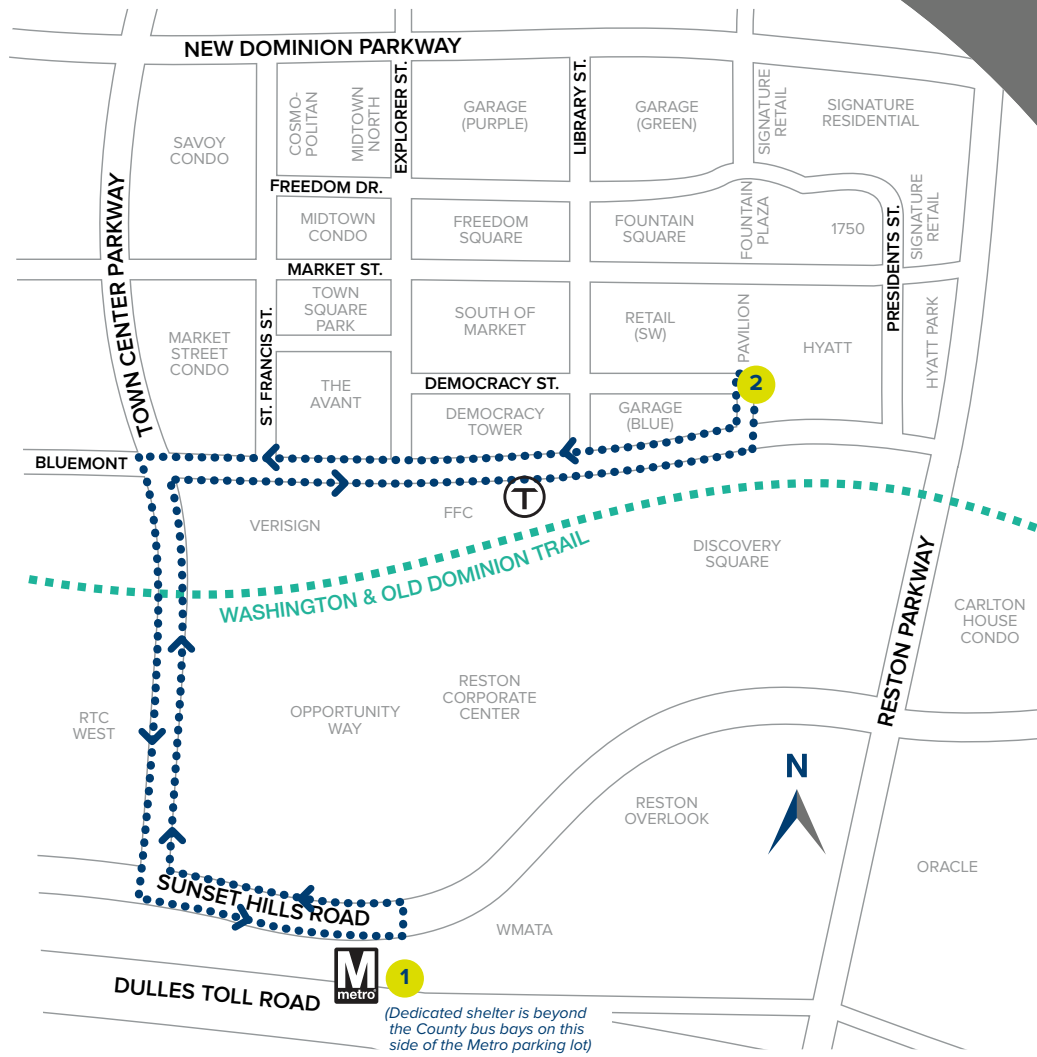 NEW DOMINION PARKWAY
EXPLORER ST.
LIBRARY ST.
COSMO-
POLITAN
MIDTOWN
NORTH
GARAGE
(PURPLE)
GARAGE
(GREEN)
SIGNATURE
RETAIL
SIGNATURE
RESIDENTIAL
SAVOY
CONDO
FREEDOM DR.
TOWN CENTER PARKWAY
MIDTOWN
CONDO
FREEDOM
SQUARE
FOUNTAIN
SQUARE
FOUNTAIN
PLAZA
1750
PRESIDENTS ST.
SIGNATURE
RETAIL
MARKET ST.
TOWN
SQUARE
PARK
SOUTH OF
MARKET
RETAIL
(SW)
PAVILION
HYATT
HYATT PARK
MARKET
STREET
CONDO
ST. FRANCIS ST.
THE
AVANT
DEMOCRACY ST.
2
DEMOCRACY
TOWER
GARAGE
(BLUE)
BLUEMONT
T
VERISIGN
FFC
WASHINGTON & OLD DOMINION TRAIL
DISCOVERY
SQUARE
RESTON PARKWAY
CARLTON
HOUSE
CONDO
RTC
WEST
OPPORTUNITY
WAY
RESTON
CORPORATE
CENTER
N
RESTON
OVERLOOK
ORACLE
SUNSET HILLS ROAD
WMATA
M
metro
1
DULLES TOLL ROAD
(Dedicated shelter is beyond
the County bus bays on this
side of the Metro parking lot)